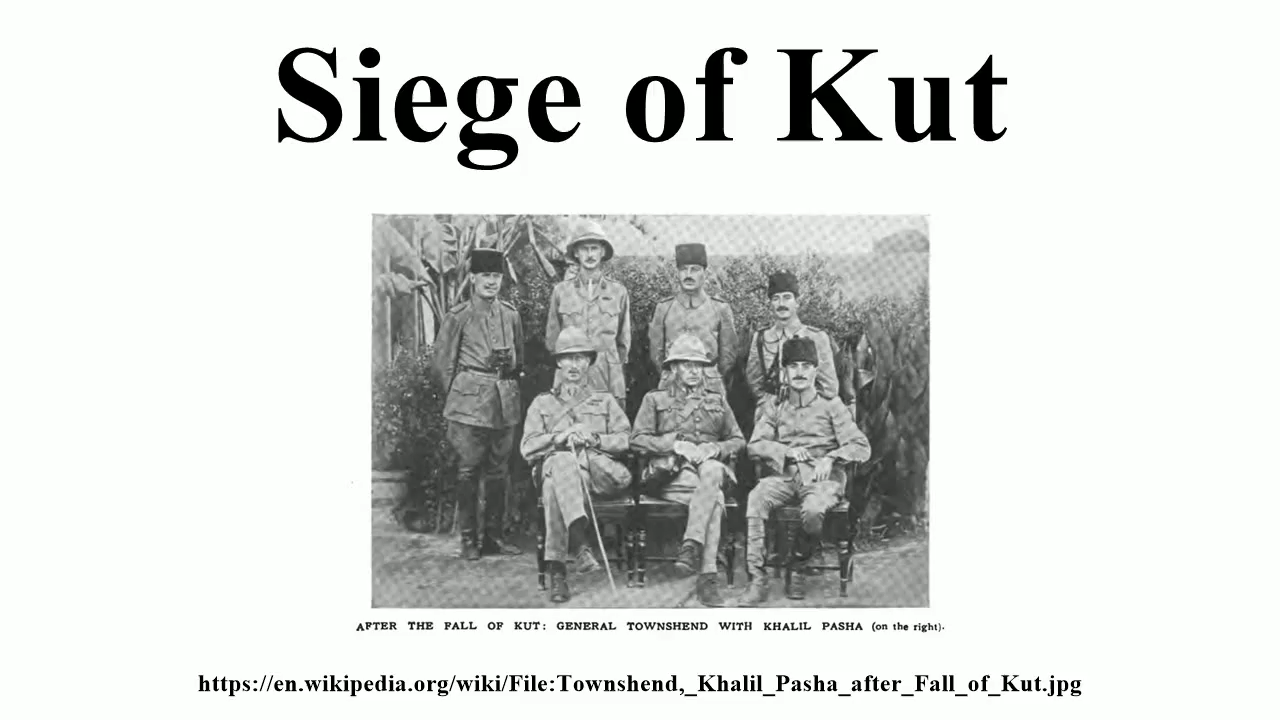 Siege of Kut
AFTER THE FALL OF KUT: GENERAL TOWNSHEND WITH KHALIL PASHA (on the right).
https://en.wikipedia.org/wiki/File:Townshend,_Khalil_Pasha_after_Fall_of_Kut.jpg